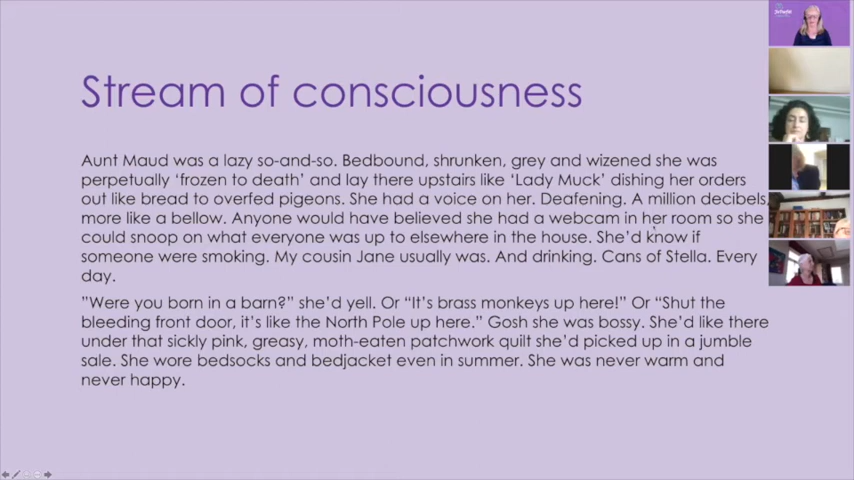 Stream of consciousness
Aunt Maud was a lazy so-and-so. Bedbound, shrunken, grey and wizened she was
perpetually ‘frozen to death’ and lay there upstairs like ‘Lady Muck’ dishing her orders
out like bread to overfed pigeons. She had a voice on her. Deafening. A million decibels,
more like a bellow. Anyone would have believed she had a webcam in her room so she
could snoop on what everyone was up to elsewhere in the house. She’d know if
someone were smoking. My cousin Jane usually was. And drinking. Cans of Stella. Every
day.
”Were you born in a barn?” she’d yell. Or “It’s brass monkeys up here!” Or “Shut the
bleeding front door, it’s like the North Pole up here.” Gosh she was bossy. She’d like there
under that sickly pink, greasy, moth-eaten patchwork quilt she’d picked up in a jumble
sale. She wore bedsocks and bedjacket even in summer. She was never warm and
never happy.